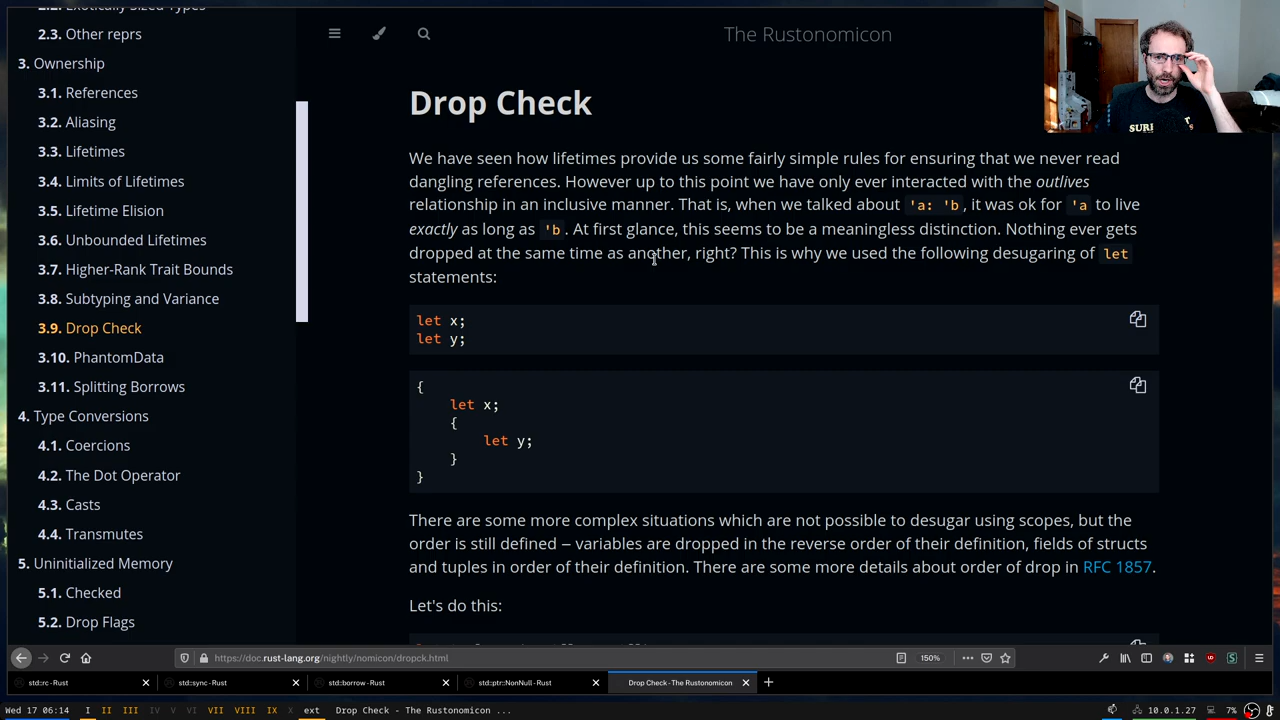 2.2. Exotically Sized Types
2.3. Other reprs
3. Ownership
3.1. References
3.2. Aliasing
3.3. Lifetimes
3.4. Limits of Lifetimes
3.5. Lifetime Elision
3.6. Unbounded Lifetimes
3.7. Higher-Rank Trait Bounds
3.8. Subtyping and Variance
3.9. Drop Check
3.10. PhantomData
3.11. Splitting Borrows
4. Type Conversions
4.1. Coercions
4.2. The Dot Operator
4.3. Casts
4.4. Transmutes
5. Uninitialized Memory
5.1. Checked
5.2. Drop Flags
The Rustonomicon
Drop Check
We have seen how lifetimes provide us some fairly simple rules for ensuring that we never read
dangling references. However up to this point we have only ever interacted with the outlives
relationship in an inclusive manner. That is, when we talked about 'a: 'b, it was ok for 'a to live
exactly as long as 'b. At first glance, this seems to be a meaningless distinction. Nothing ever gets
dropped at the same time as another, right? This is why we used the following desugaring of let
statements:
let x;
let y;
{
let x;
{
let y;
}
}
There are some more complex situations which are not possible to desugar using scopes, but the
order is still defined – variables are dropped in the reverse order of their definition, fields of structs
and tuples in order of their definition. There are some more details about order of drop in RFC 1857.
Let's do this:
https://doc.rust-lang.org/nightly/nomicon/dropck.html
150%
std::rc - Rust
std::sync - Rust
std::borrow - Rust
std::ptr::NonNull - Rust
Drop Check - The Rustonomicon
Wed 17 06:14
I II III IV V VI VII VIII IX X ext
Drop Check - The Rustonomicon ...
10.0.1.27
7%